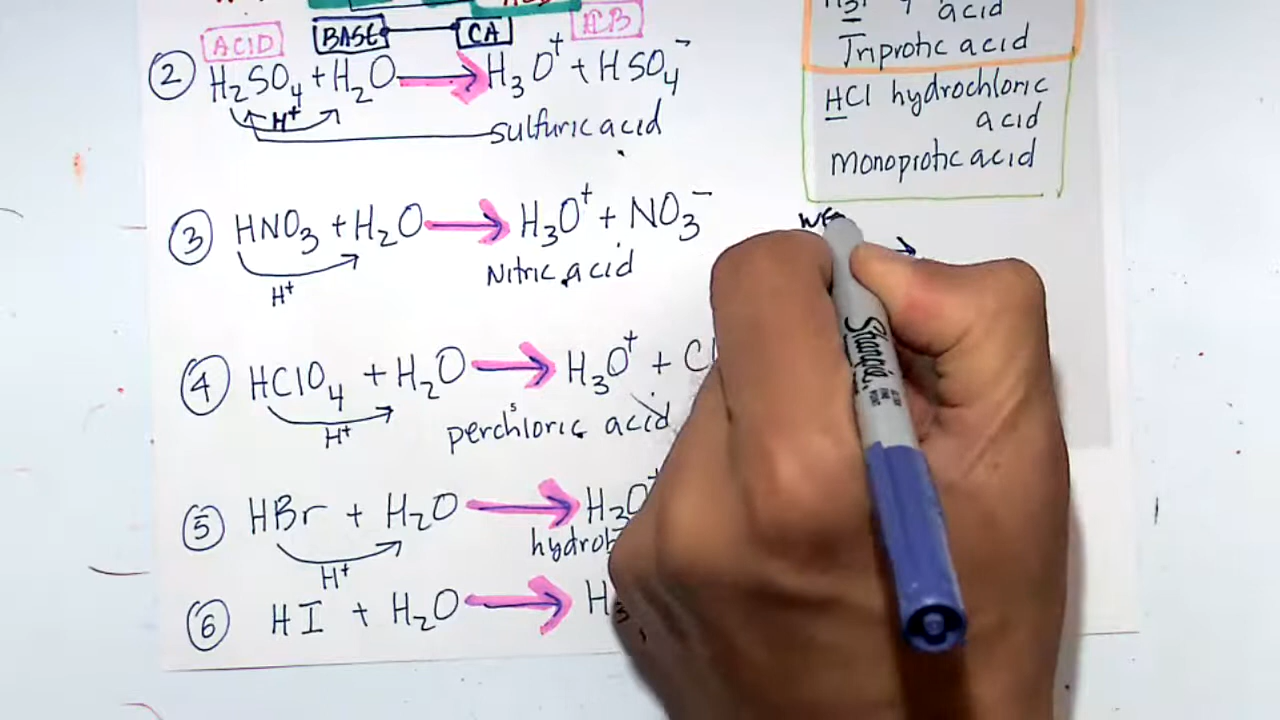 ACID BASE CA CB
② H₂SO₄ + H₂O → H₃O⁺ + HSO₄⁻
H⁺
sulfuric acid
③ HNO₃ + H₂O → H₃O⁺ + NO₃⁻
H⁺
Nitric acid
④ HClO₄ + H₂O → H₃O⁺ +
H⁺
perchloric acid
⑤ HBr + H₂O → H₃O⁺
H⁺
⑥ HI + H₂O → H₃
acid
Triprotic acid
HCl hydrochloric
acid
Monoprotic acid
Sharpie